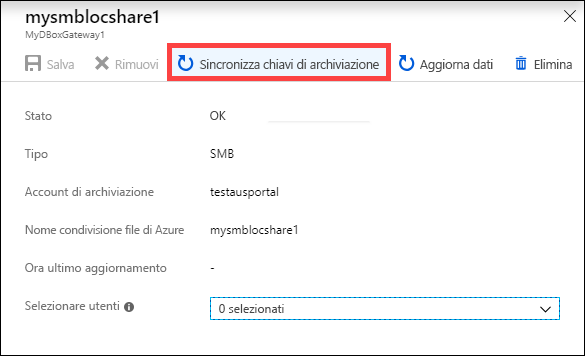 mysmblocshare1
MyDBoxGateway1
Salva Rimuovi Sincronizza chiavi di archiviazione Aggiorna dati Elimina
Stato OK
Tipo SMB
Account di archiviazione testausportal
Nome condivisione file di Azure mysmblocshare1
Ora ultimo aggiornamento -
Selezionare utenti 0 selezionati